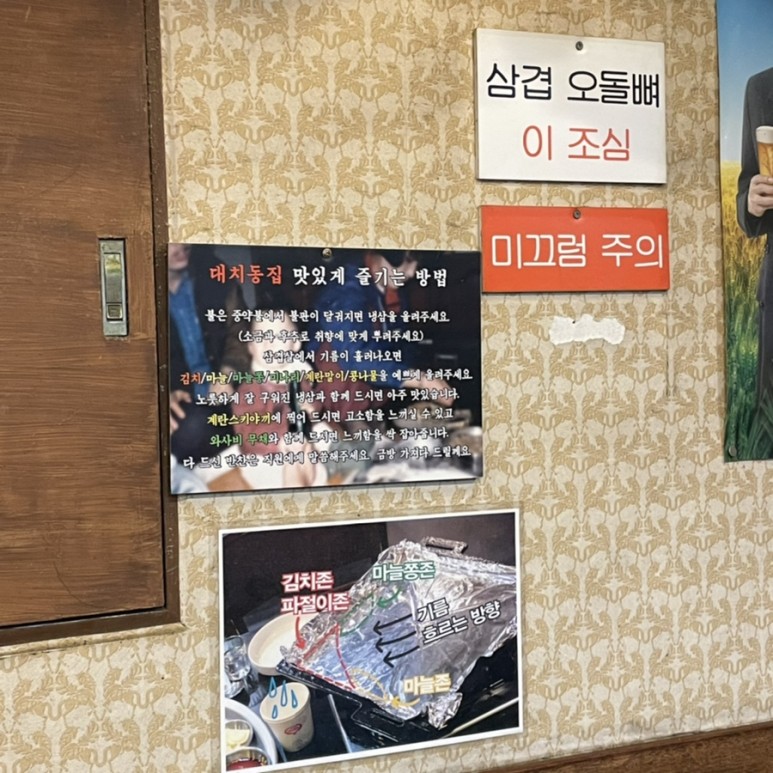 삼겹 오돌뼈
이 조심
미끄럼 주의
대치동집 맛있게 즐기는 방법
불은 중약불에서 불판이 달궈지면 냉삼을 올려주세요.
(소금과 후추로 취향에 맞게 뿌려주세요)
삼겹살에서 기름이 흘러나오면
김치/마늘/마늘쫑/미나리/계란말이/콩나물을 예쁘게 올려주세요.
노릇하게 잘 구워진 냉삼과 함께 드시면 아주 맛있습니다.
계란스키야끼에 찍어 드시면 고소함을 느끼실 수 있고
와사비 무채와 함께 드시면 느끼함을 싹 잡아줍니다.
다 드신 반찬은 직원에게 말씀해주세요. 금방 가져다 드릴께요.
김치존
파절이존
마늘쫑존
기름
흐르는 방향
마늘존